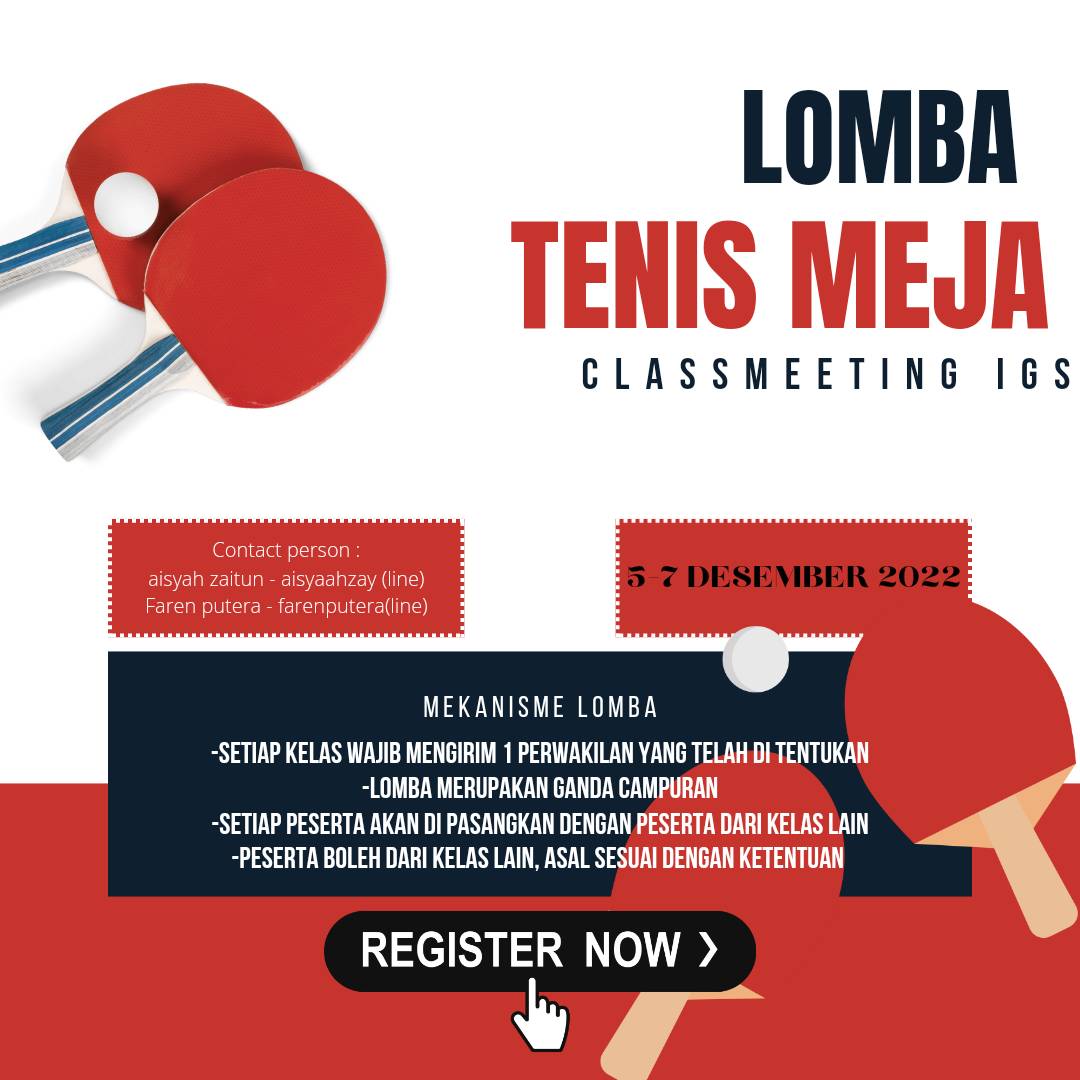 LOMBA
TENIS MEJA
CLASSMEETING IGS
Contact person :
aisyah zaitun - aisyaahzay (line)
Faren putera - farenputera(line)
5-7 DESEMBER 2022
MEKANISME LOMBA
-SETIAP KELAS WAJIB MENGIRIM 1 PERWAKILAN YANG TELAH DI TENTUKAN
-LOMBA MERUPAKAN GANDA CAMPURAN
-SETIAP PESERTA AKAN DI PASANGKAN DENGAN PESERTA DARI KELAS LAIN
-PESERTA BOLEH DARI KELAS LAIN, ASAL SESUAI DENGAN KETENTUAN
REGISTER NOW ❯